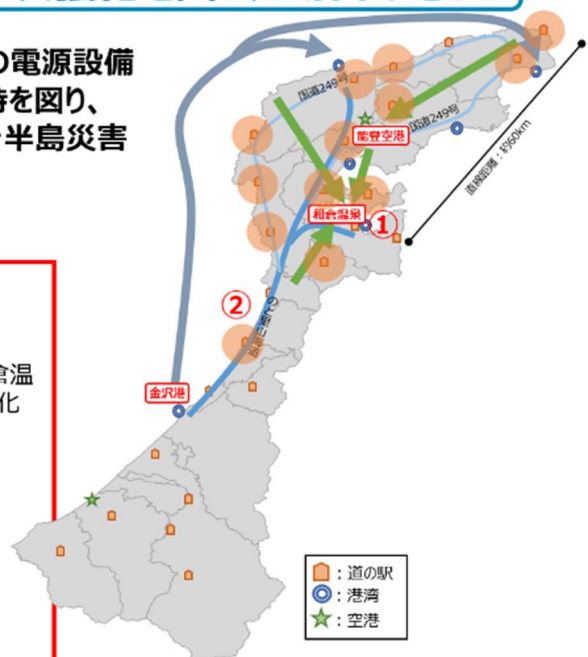 の電源設備
時を図り、
半島災害
倉温
化
国道249号
国道249号
能登空港
直線距離：約60km
和倉温泉
①
②
のと里山海道
金沢港
：道の駅
：港湾
：空港